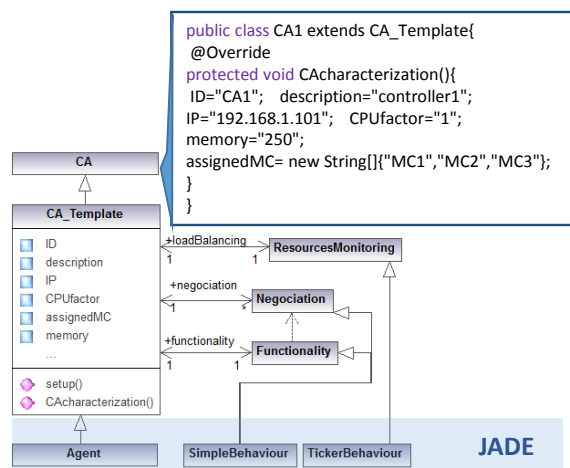 public class CA1 extends CA_Template{
@Override
protected void CAcharacterization(){
ID="CA1"; description="controller1";
IP="192.168.1.101"; CPUfactor="1";
memory="250";
assignedMC= new String[]{"MC1","MC2","MC3"};
}
}
CA
CA_Template
ID
description
IP
CPUfactor
assignedMC
memory
...
setup()
CAcharacterization()
+loadBalancing
1 1
ResourcesMonitoring
+negociation
1 *
Negociation
+functionality
1 1
Functionality
Agent
SimpleBehaviour
TickerBehaviour
JADE